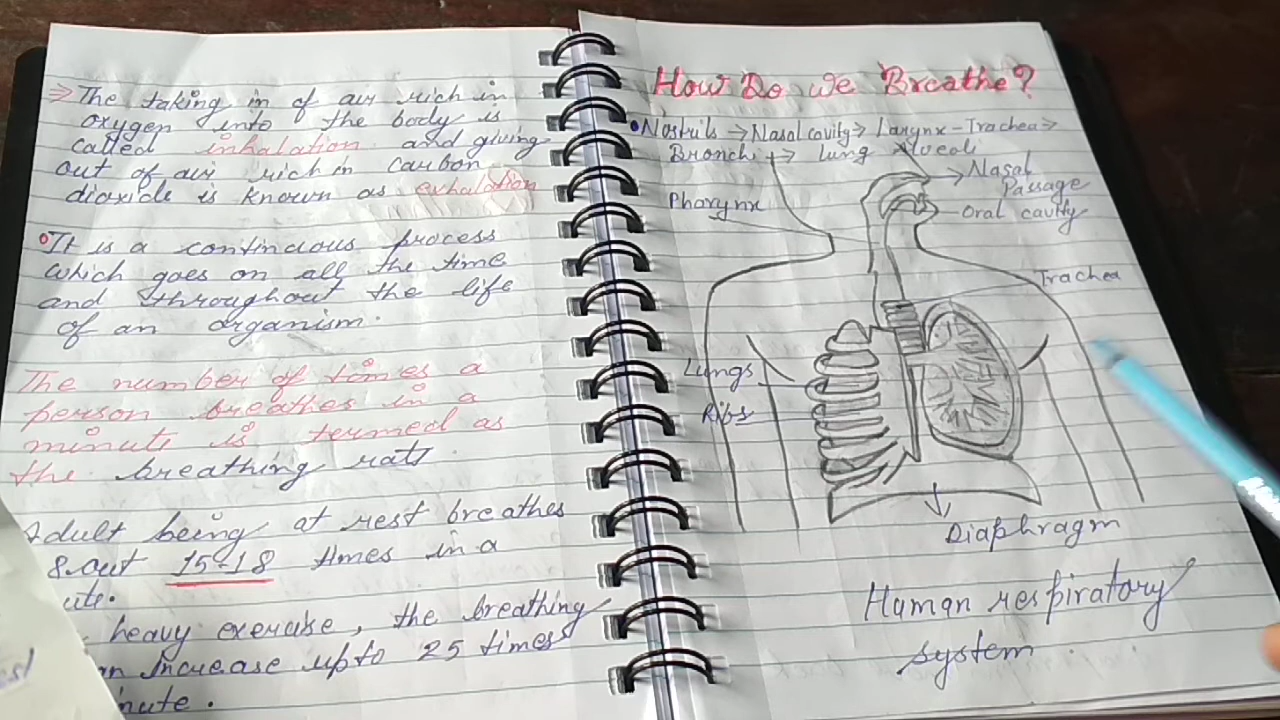 ⇒ The taking in of air rich in
oxygen into the body is
called inhalation and giving
out of air rich in carbon
dioxide is known as exhalation
It is a continuous process
which goes on all the time
and throughout the life
of an organism.
The number of times a
person breathes in a
minute is termed as
the breathing rate.
Adult being at rest breathes
out 15-18 times in a
ute.
heavy exercise, the breathing
an increase upto 25 times
nute.
How Do We Breathe?
Nostrils → Nasal cavity → Larynx - Trachea →
Bronchi → Lung Alveoli
Nasal
Passage
Pharynx
Oral cavity
Trachea
Lungs
Ribs
Diaphragm
Human respiratory
system